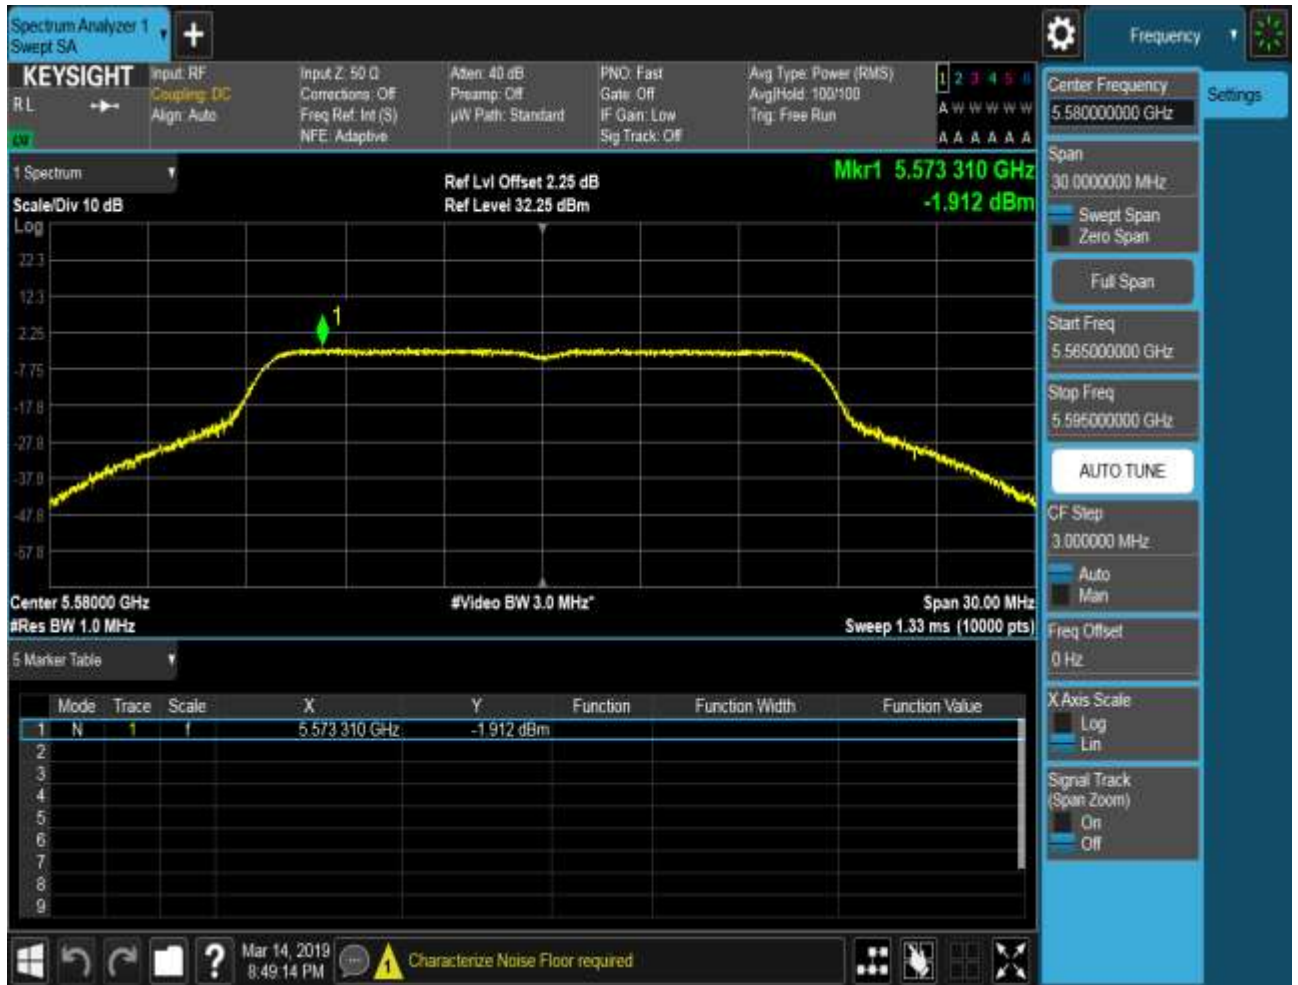 Spectrum Analyzer 1
Swept SA
Frequency
KEYSIGHT
RL
Input: RF
Coupling: DC
Align: Auto
Input Z: 50 Ω
Corrections: Off
Freq Ref: Int (S)
NFE: Adaptive
Atten: 40 dB
Preamp: Off
µW Path: Standard
PNO: Fast
Gate: Off
IF Gain: Low
Sig Track: Off
Avg Type: Power (RMS)
Avg|Hold: 100/100
Trig: Free Run
1 2 3 4 5 6
A W W W W W
A A A A A A
1 Spectrum
Scale/Div 10 dB
Log
Ref Lvl Offset 2.25 dB
Ref Level 32.25 dBm
Mkr1 5.573 310 GHz
-1.912 dBm
22.3
12.3
2.25
-7.75
-17.8
-27.8
-37.8
-47.8
-57.8
1
Center 5.58000 GHz
#Res BW 1.0 MHz
#Video BW 3.0 MHz*
Span 30.00 MHz
Sweep 1.33 ms (10000 pts)
5 Marker Table
Mode Trace Scale X Y Function Function Width Function Value
1 N 1 f 5.573 310 GHz -1.912 dBm
2
3
4
5
6
7
8
9
Mar 14, 2019
8:49:14 PM
Characterize Noise Floor required
Center Frequency
5.580000000 GHz
Settings
Span
30.0000000 MHz
Swept Span
Zero Span
Full Span
Start Freq
5.565000000 GHz
Stop Freq
5.595000000 GHz
AUTO TUNE
CF Step
3.000000 MHz
Auto
Man
Freq Offset
0 Hz
X Axis Scale
Log
Lin
Signal Track
(Span Zoom)
On
Off